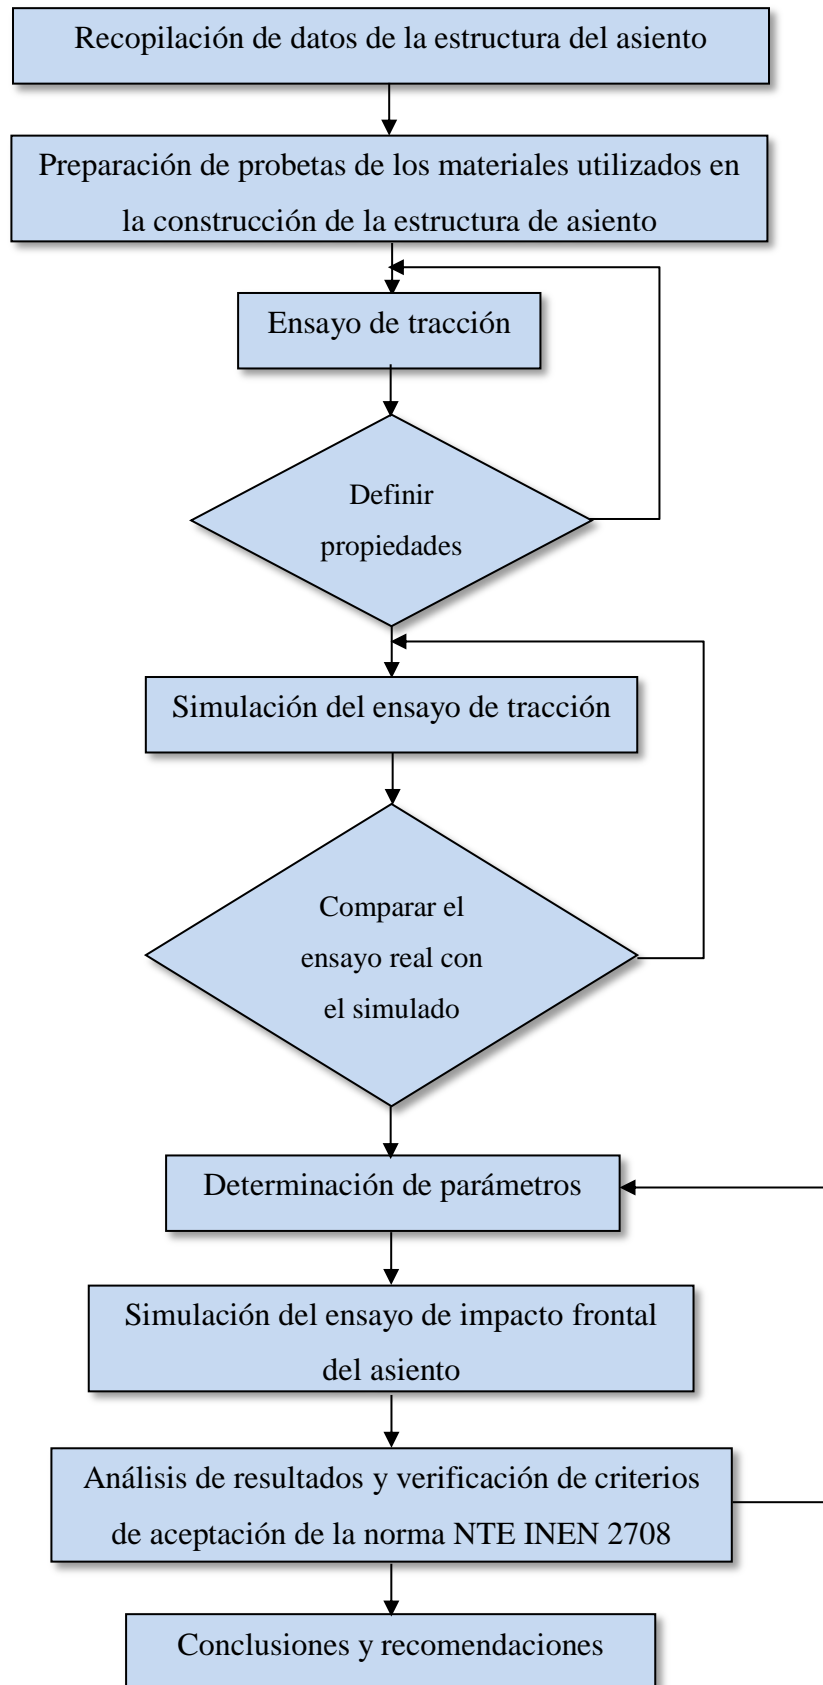 Recopilación de datos de la estructura del asiento
Preparación de probetas de los materiales utilizados en
la construcción de la estructura de asiento
Ensayo de tracción
Definir
propiedades
Simulación del ensayo de tracción
Comparar el
ensayo real con
el simulado
Determinación de parámetros
Simulación del ensayo de impacto frontal
del asiento
Análisis de resultados y verificación de criterios
de aceptación de la norma NTE INEN 2708
Conclusiones y recomendaciones